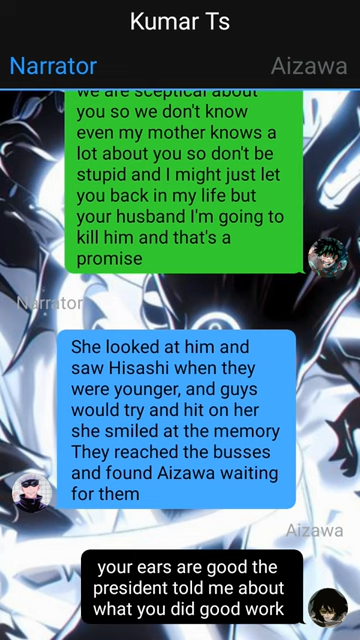 Kumar Ts
Narrator
Aizawa
we are sceptical about
you so we don't know
even my mother knows a
lot about you so don't be
stupid and I might just let
you back in my life but
your husband I'm going to
kill him and that's a
promise
Narrator
She looked at him and
saw Hisashi when they
were younger, and guys
would try and hit on her
she smiled at the memory
They reached the busses
and found Aizawa waiting
for them
Aizawa
your ears are good the
president told me about
what you did good work